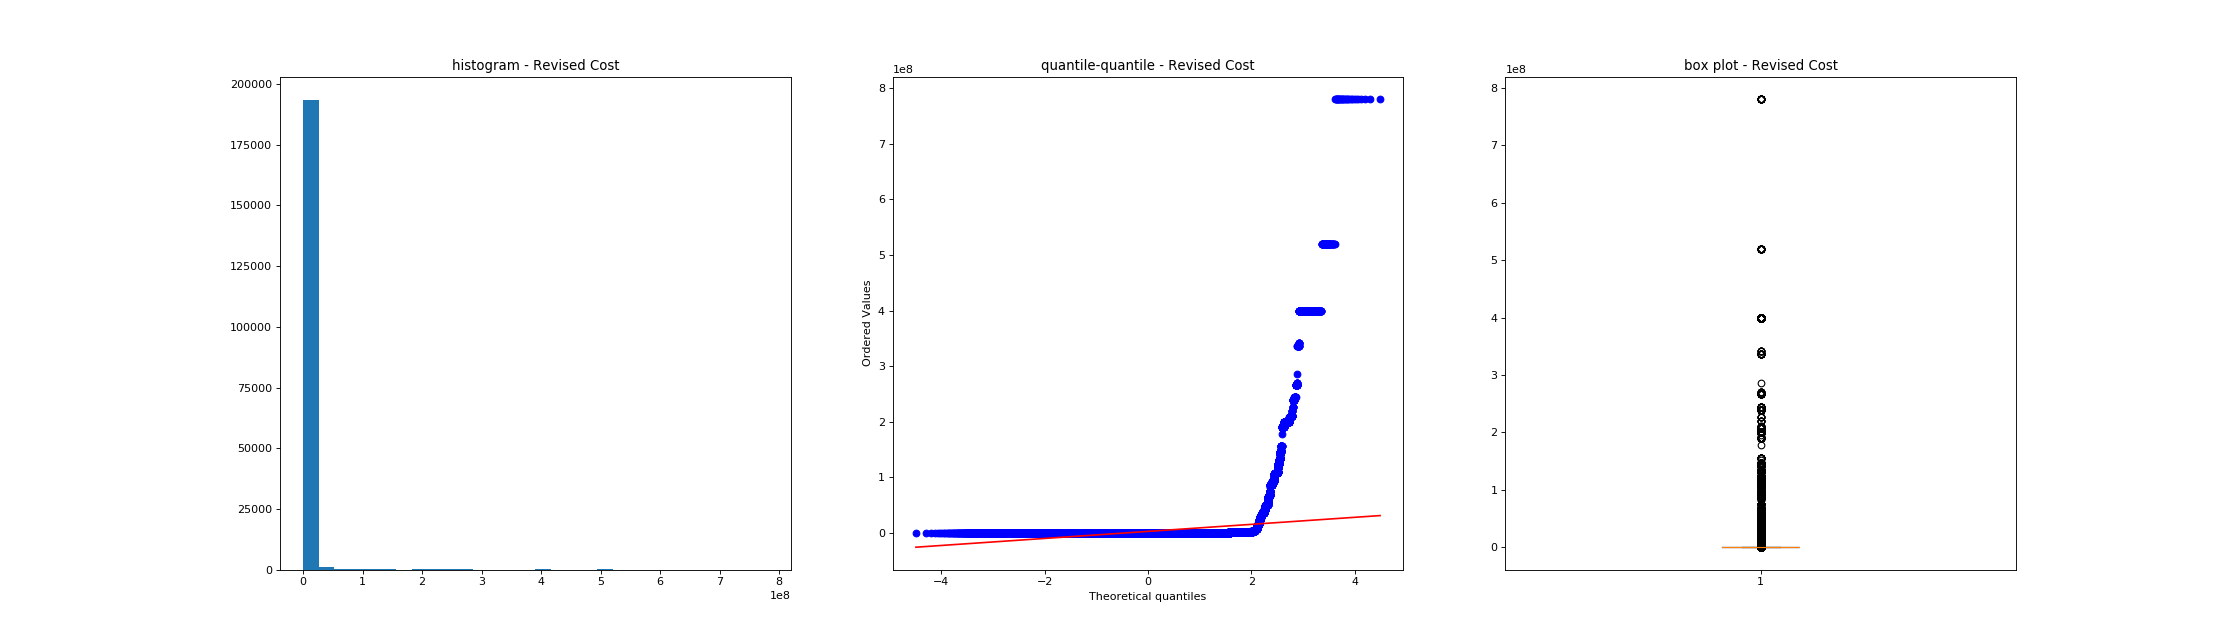 histogram - Revised Cost
200000
175000
150000
125000
100000
75000
50000
25000
0
0 1 2 3 4 5 6 7 8
1e8
quantile-quantile - Revised Cost
1e8
8
7
6
5
4
3
2
1
0
Ordered Values
−4 −2 0 2 4
Theoretical quantiles
box plot - Revised Cost
1e8
8
7
6
5
4
3
2
1
0
1